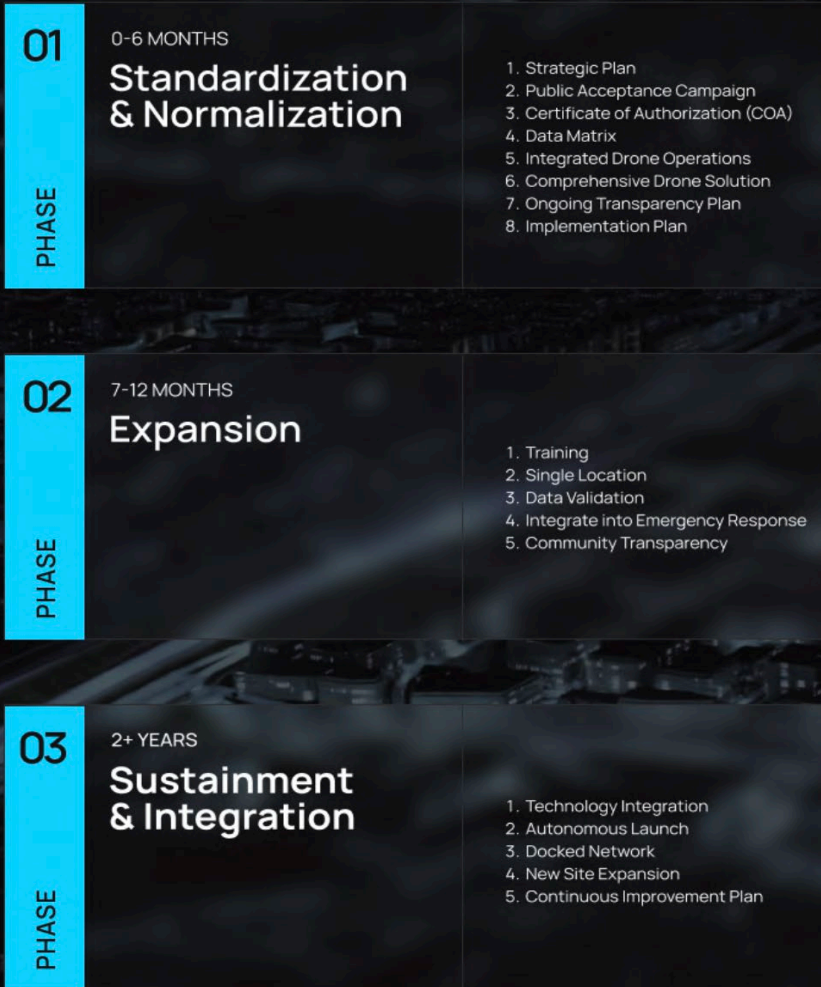 01
PHASE
0-6 MONTHS
Standardization
& Normalization
1. Strategic Plan
2. Public Acceptance Campaign
3. Certificate of Authorization (COA)
4. Data Matrix
5. Integrated Drone Operations
6. Comprehensive Drone Solution
7. Ongoing Transparency Plan
8. Implementation Plan
02
PHASE
7-12 MONTHS
Expansion
1. Training
2. Single Location
3. Data Validation
4. Integrate into Emergency Response
5. Community Transparency
03
PHASE
2+ YEARS
Sustainment
& Integration
1. Technology Integration
2. Autonomous Launch
3. Docked Network
4. New Site Expansion
5. Continuous Improvement Plan